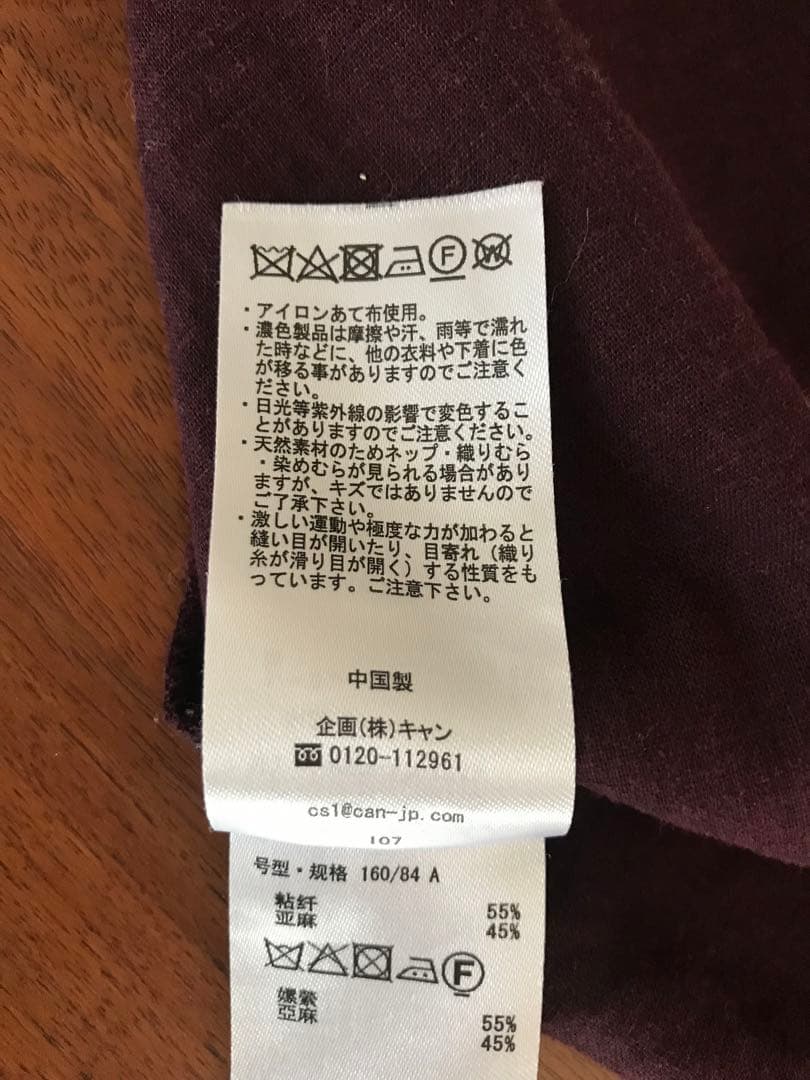 F W
・アイロンあて布使用。
・濃色製品は摩擦や汗、雨等で濡れ
た時などに、他の衣料や下着に色
が移る事がありますのでご注意く
ださい。
・日光等紫外線の影響で変色するこ
とがありますのでご注意ください。
・天然素材のためネップ・織りむら
・染めむらが見られる場合があり
ますが、キズではありませんので
ご了承下さい。
・激しい運動や極度な力が加わると
縫い目が開いたり、目寄れ(織り
糸が滑り目が開く)する性質をも
っています。ご注意下さい。
中国製
企画(株)キャン
0120-112961
cs1@can-jp.com
107
号型・规格 160/84 A
粘纤 55%
亚麻 45%
F
嫘縈 55%
亞麻 45%